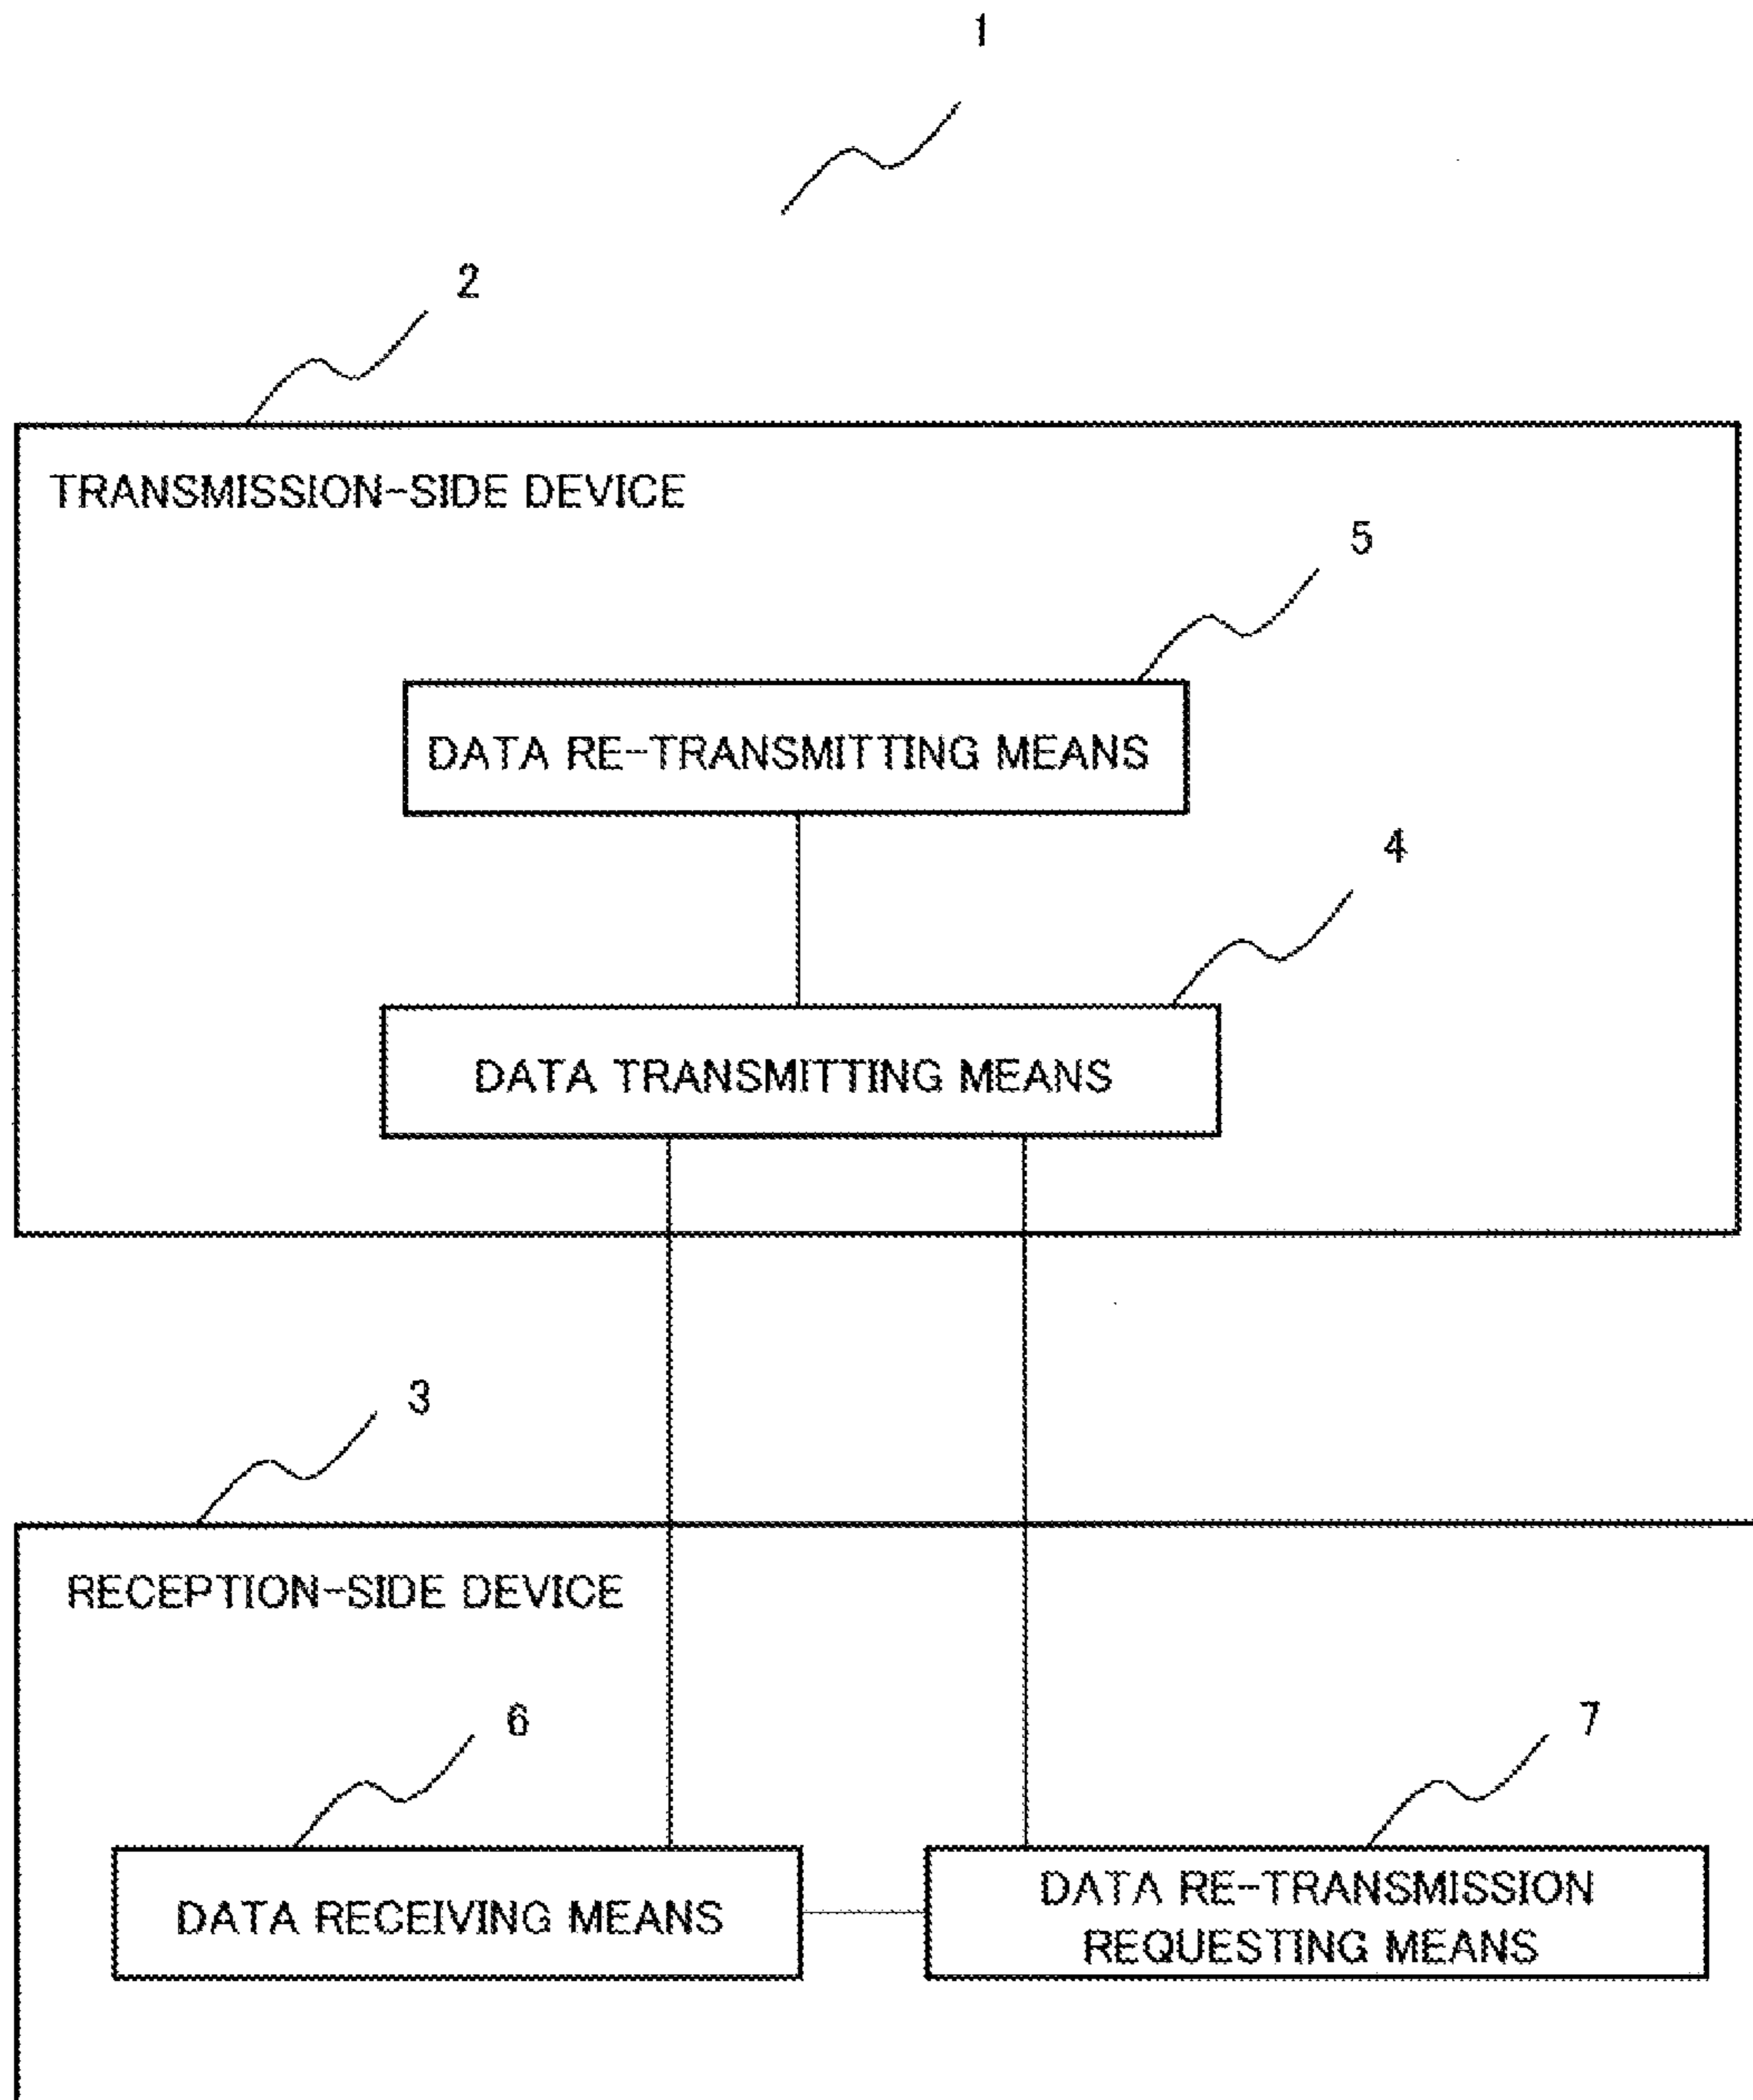 1
2
TRANSMISSION-SIDE DEVICE
5
DATA RE-TRANSMITTING MEANS
4
DATA TRANSMITTING MEANS
3
RECEPTION-SIDE DEVICE
6
7
DATA RECEIVING MEANS
DATA RE-TRANSMISSION
REQUESTING MEANS